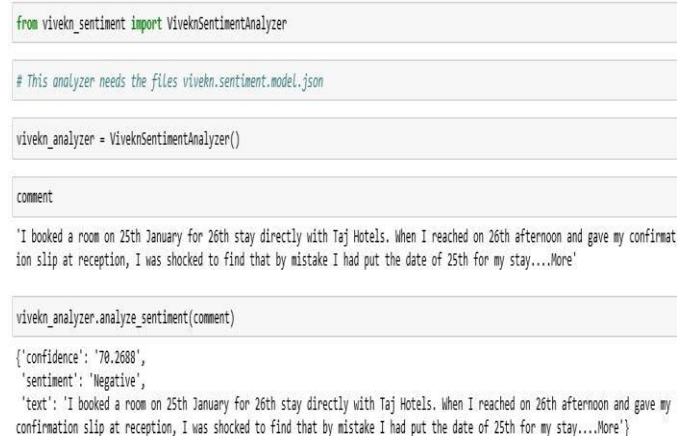 from vivekn_sentiment import ViveknSentimentAnalyzer
# This analyzer needs the files vivekn.sentiment.model.json
vivekn_analyzer = ViveknSentimentAnalyzer()
comment
'I booked a room on 25th January for 26th stay directly with Taj Hotels. When I reached on 26th afternoon and gave my confirmat
ion slip at reception, I was shocked to find that by mistake I had put the date of 25th for my stay....More'
vivekn_analyzer.analyze_sentiment(comment)
{'confidence': '70.2688',
 'sentiment': 'Negative',
 'text': 'I booked a room on 25th January for 26th stay directly with Taj Hotels. When I reached on 26th afternoon and gave my
confirmation slip at reception, I was shocked to find that by mistake I had put the date of 25th for my stay....More'}